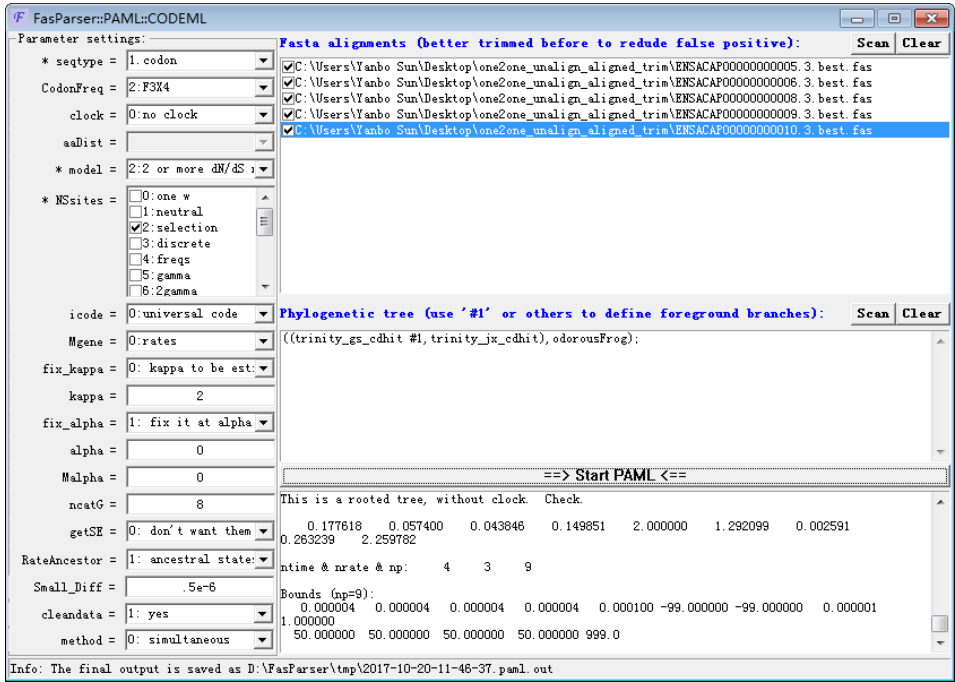 FasParser::PAML::CODEML
Parameter settings:
* seqtype = 1.codon
CodonFreq = 2:F3X4
clock = 0:no clock
aaDist =
* model = 2:2 or more dN/dS
* NSsites = 0:one w
1:neutral
2:selection
3:discrete
4:freqs
5:gamma
6:2gamma
icode = 0:universal code
Mgene = 0:rates
fix_kappa = 0: kappa to be est:
kappa = 2
fix_alpha = 1: fix it at alpha
alpha = 0
Malpha = 0
ncatG = 8
getSE = 0: don't want them
RateAncestor = 1: ancestral state:
Small_Diff = .5e-6
cleandata = 1: yes
method = 0: simultaneous
Fasta alignments (better trimmed before to redude false positive): Scan Clear
C:\Users\Yanbo Sun\Desktop\one2one_unalign_aligned_trim\ENSACAP00000000005.3.best.fas
C:\Users\Yanbo Sun\Desktop\one2one_unalign_aligned_trim\ENSACAP00000000006.3.best.fas
C:\Users\Yanbo Sun\Desktop\one2one_unalign_aligned_trim\ENSACAP00000000008.3.best.fas
C:\Users\Yanbo Sun\Desktop\one2one_unalign_aligned_trim\ENSACAP00000000009.3.best.fas
C:\Users\Yanbo Sun\Desktop\one2one_unalign_aligned_trim\ENSACAP00000000010.3.best.fas
Phylogenetic tree (use '#1' or others to define foreground branches): Scan Clear
((trinity_gs_cdhit #1,trinity_jx_cdhit),odorousFrog);
==> Start PAML <==
This is a rooted tree, without clock. Check.
0.177618 0.057400 0.043846 0.149851 2.000000 1.292099 0.002591
0.263239 2.259782
ntime & nrate & np: 4 3 9
Bounds (np=9):
0.000004 0.000004 0.000004 0.000004 0.000100 -99.000000 -99.000000 0.000001
1.000000
50.000000 50.000000 50.000000 50.000000 999.0
Info: The final output is saved as D:\FasParser\tmp\2017-10-20-11-46-37.paml.out